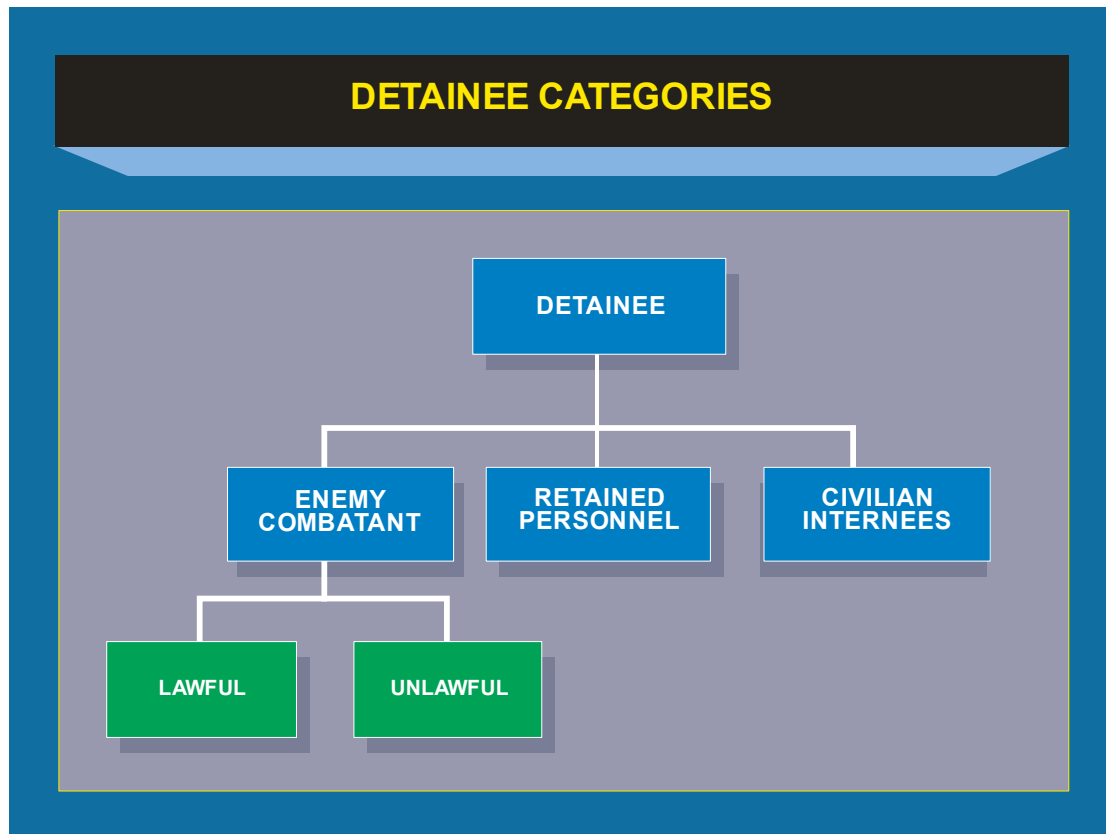 DETAINEE CATEGORIES
DETAINEE
ENEMY
COMBATANT
RETAINED
PERSONNEL
CIVILIAN
INTERNEES
LAWFUL
UNLAWFUL